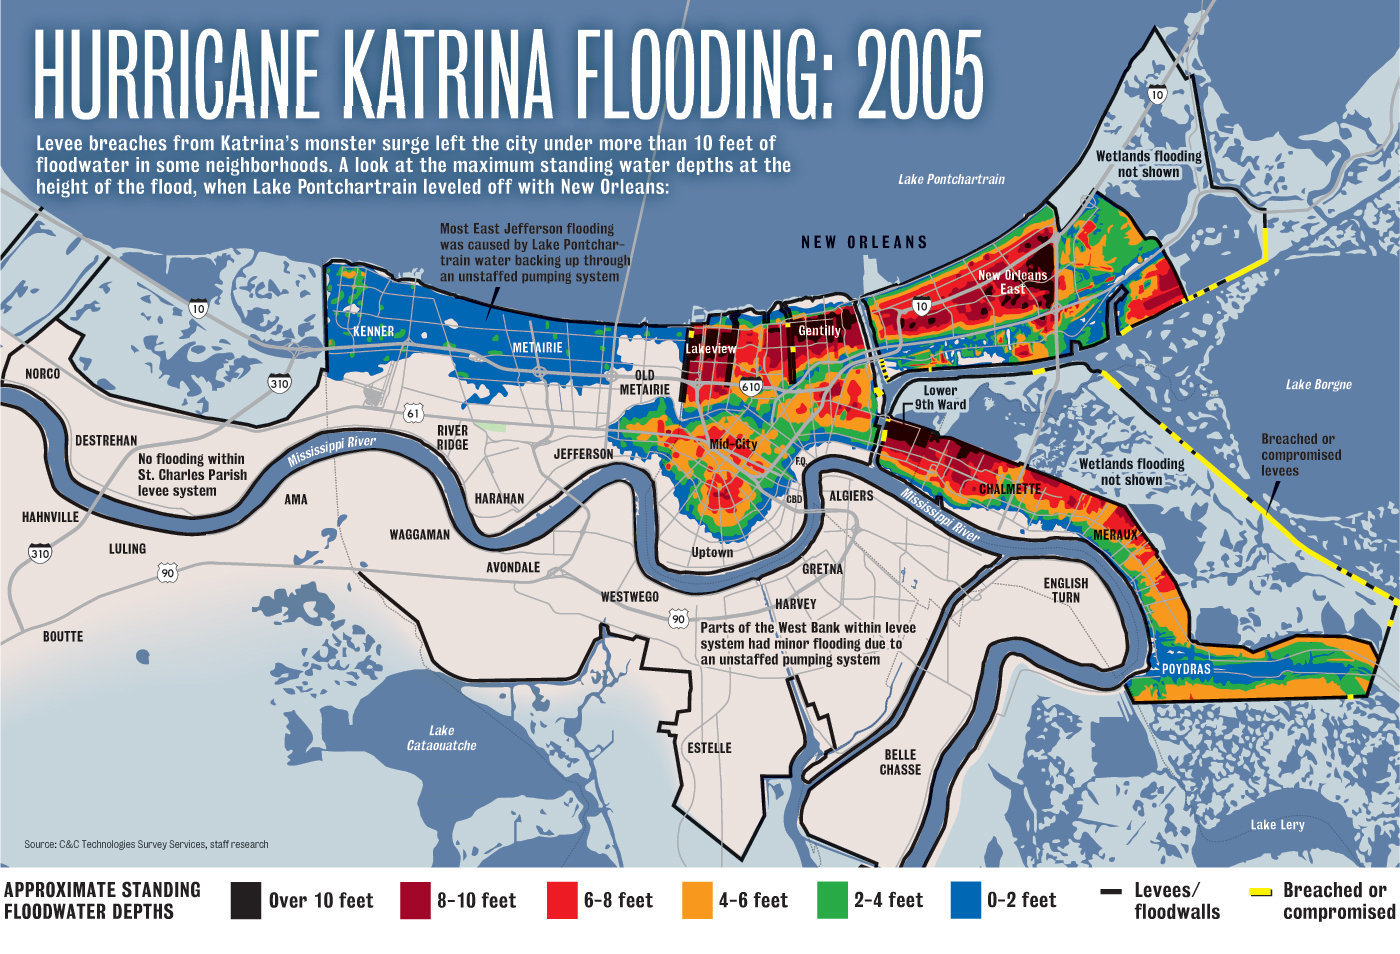 HURRICANE KATRINA FLOODING: 2005
Levee breaches from Katrina's monster surge left the city under more than 10 feet of
floodwater in some neighborhoods. A look at the maximum standing water depths at the
height of the flood, when Lake Pontchartrain leveled off with New Orleans:
10
Wetlands flooding
not shown
Lake Pontchartrain
Most East Jefferson flooding
was caused by Lake Pontchar-
train water backing up through
an unstaffed pumping system
NEW ORLEANS
New Orleans
East
10
10
KENNER
METAIRIE
Gentilly
Lakeview
NORCO
310
OLD
METAIRIE
610
Lake Borgne
Lower
9th Ward
61
RIVER
RIDGE
DESTREHAN
Mississippi River
Mid-City
JEFFERSON
F.Q.
Breached or
compromised
levees
No flooding within
St. Charles Parish
levee system
Wetlands flooding
not shown
AMA
HARAHAN
CBD
ALGIERS
CHALMETTE
Mississippi River
HAHNVILLE
WAGGAMAN
MERAUX
310
LULING
Uptown
90
AVONDALE
GRETNA
ENGLISH
TURN
WESTWEGO
HARVEY
90
Parts of the West Bank within levee
system had minor flooding due to
an unstaffed pumping system
BOUTTE
POYDRAS
Lake
Cataouatche
ESTELLE
BELLE
CHASSE
Lake Lery
Source: C&C Technologies Survey Services, staff research
APPROXIMATE STANDING
FLOODWATER DEPTHS
Over 10 feet
8-10 feet
6-8 feet
4-6 feet
2-4 feet
0-2 feet
Levees/
floodwalls
Breached or
compromised